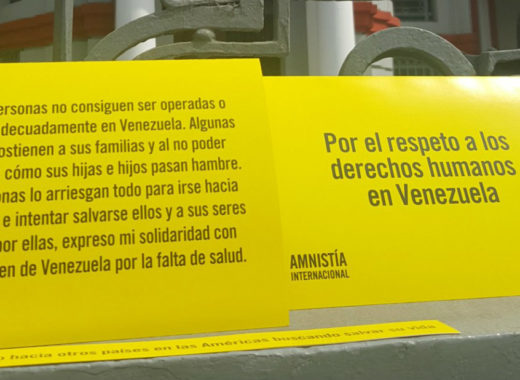 ersonas no consiguen ser operadas o
decuadamente en Venezuela. Algunas
ostienen a sus familias y al no poder
cómo sus hijas e hijos pasan hambre.
nas lo arriesgan todo para irse hacia
e intentar salvarse ellos y a sus seres
por ellas, expreso mi solidaridad con
en de Venezuela por la falta de salud.
Por el respeto a los
derechos humanos
en Venezuela
AMNISTÍA
INTERNACIONAL
o hacia otros países en las Américas buscando salvar su vida